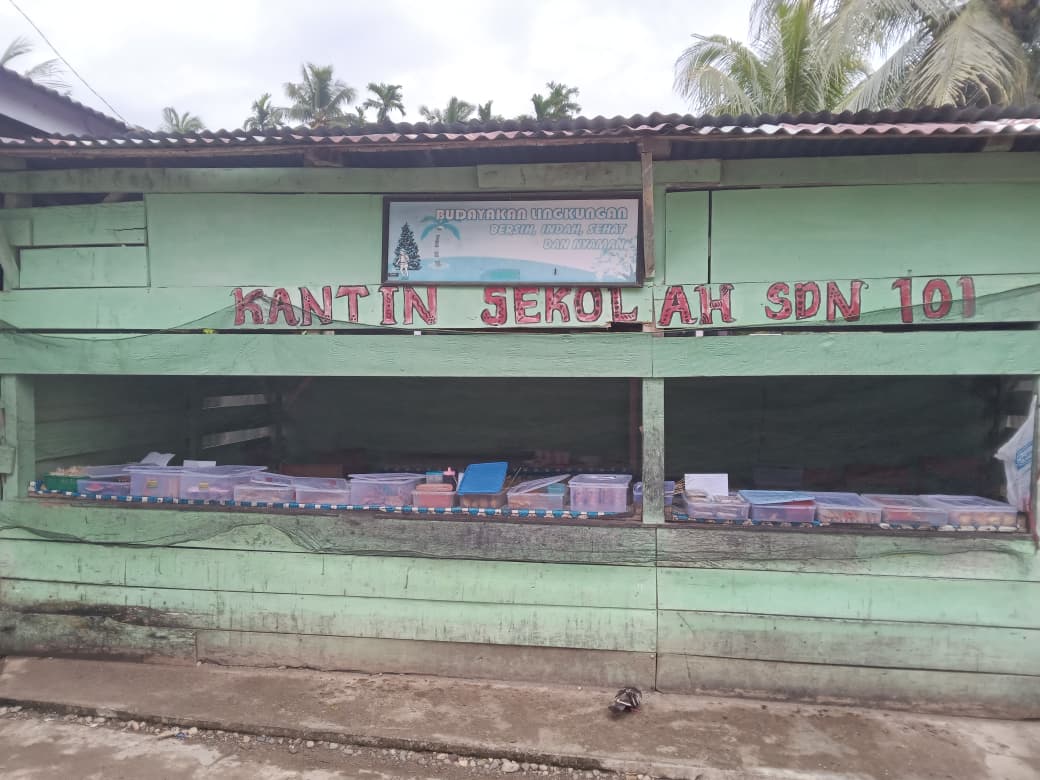 BUDAYAKAN LINGKUNGAN
BERSIH, INDAH, SEHAT
DAN NYAMAN
KANTIN SEKOLAH SDN 101